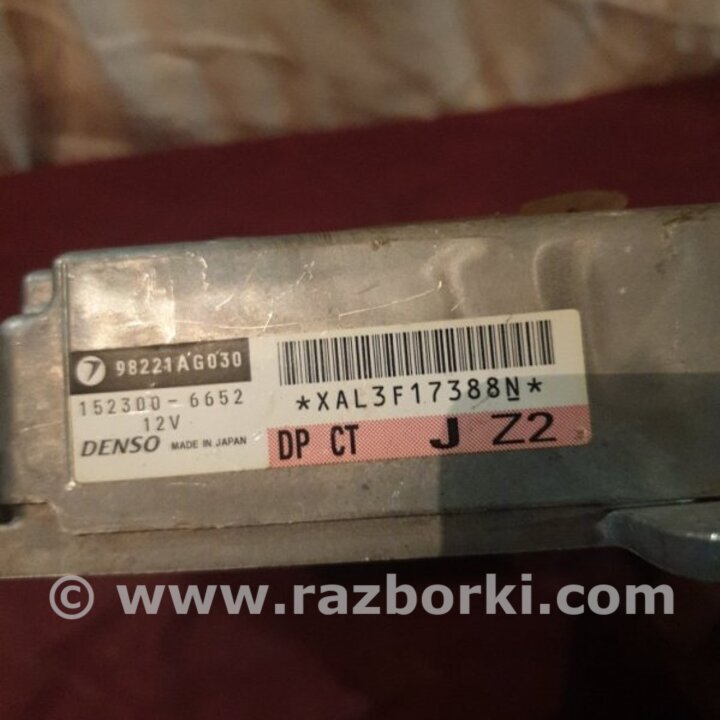 7 98221AG030
152300-6652
12V
DENSO MADE IN JAPAN
*XAL3F17388N*
DP CT J Z2
© www.razborki.com